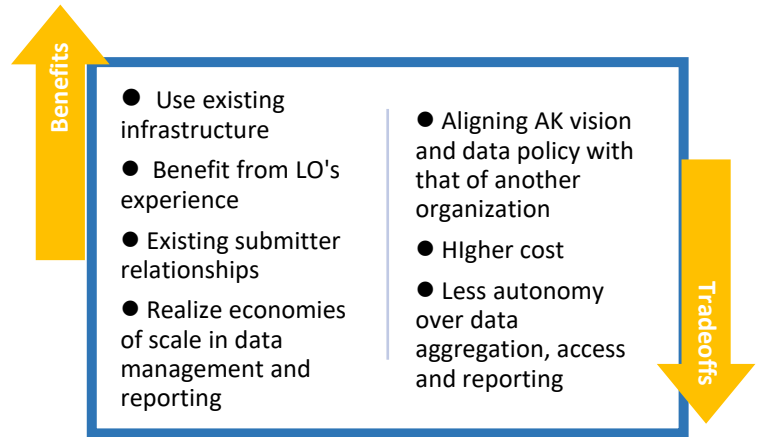 Benefits
● Use existing
infrastructure
● Benefit from LO's
experience
● Existing submitter
relationships
● Realize economies
of scale in data
management and
reporting
● Aligning AK vision
and data policy with
that of another
organization
● HIgher cost
● Less autonomy
over data
aggregation, access
and reporting
Tradeoffs